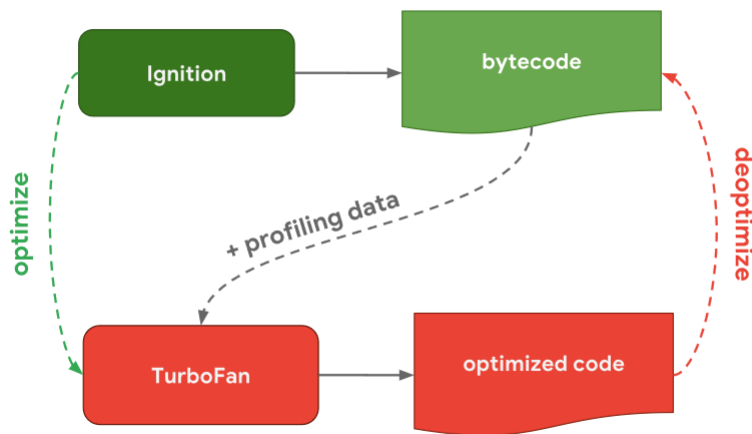 Ignition
bytecode
optimize
+ profiling data
deoptimize
TurboFan
optimized code